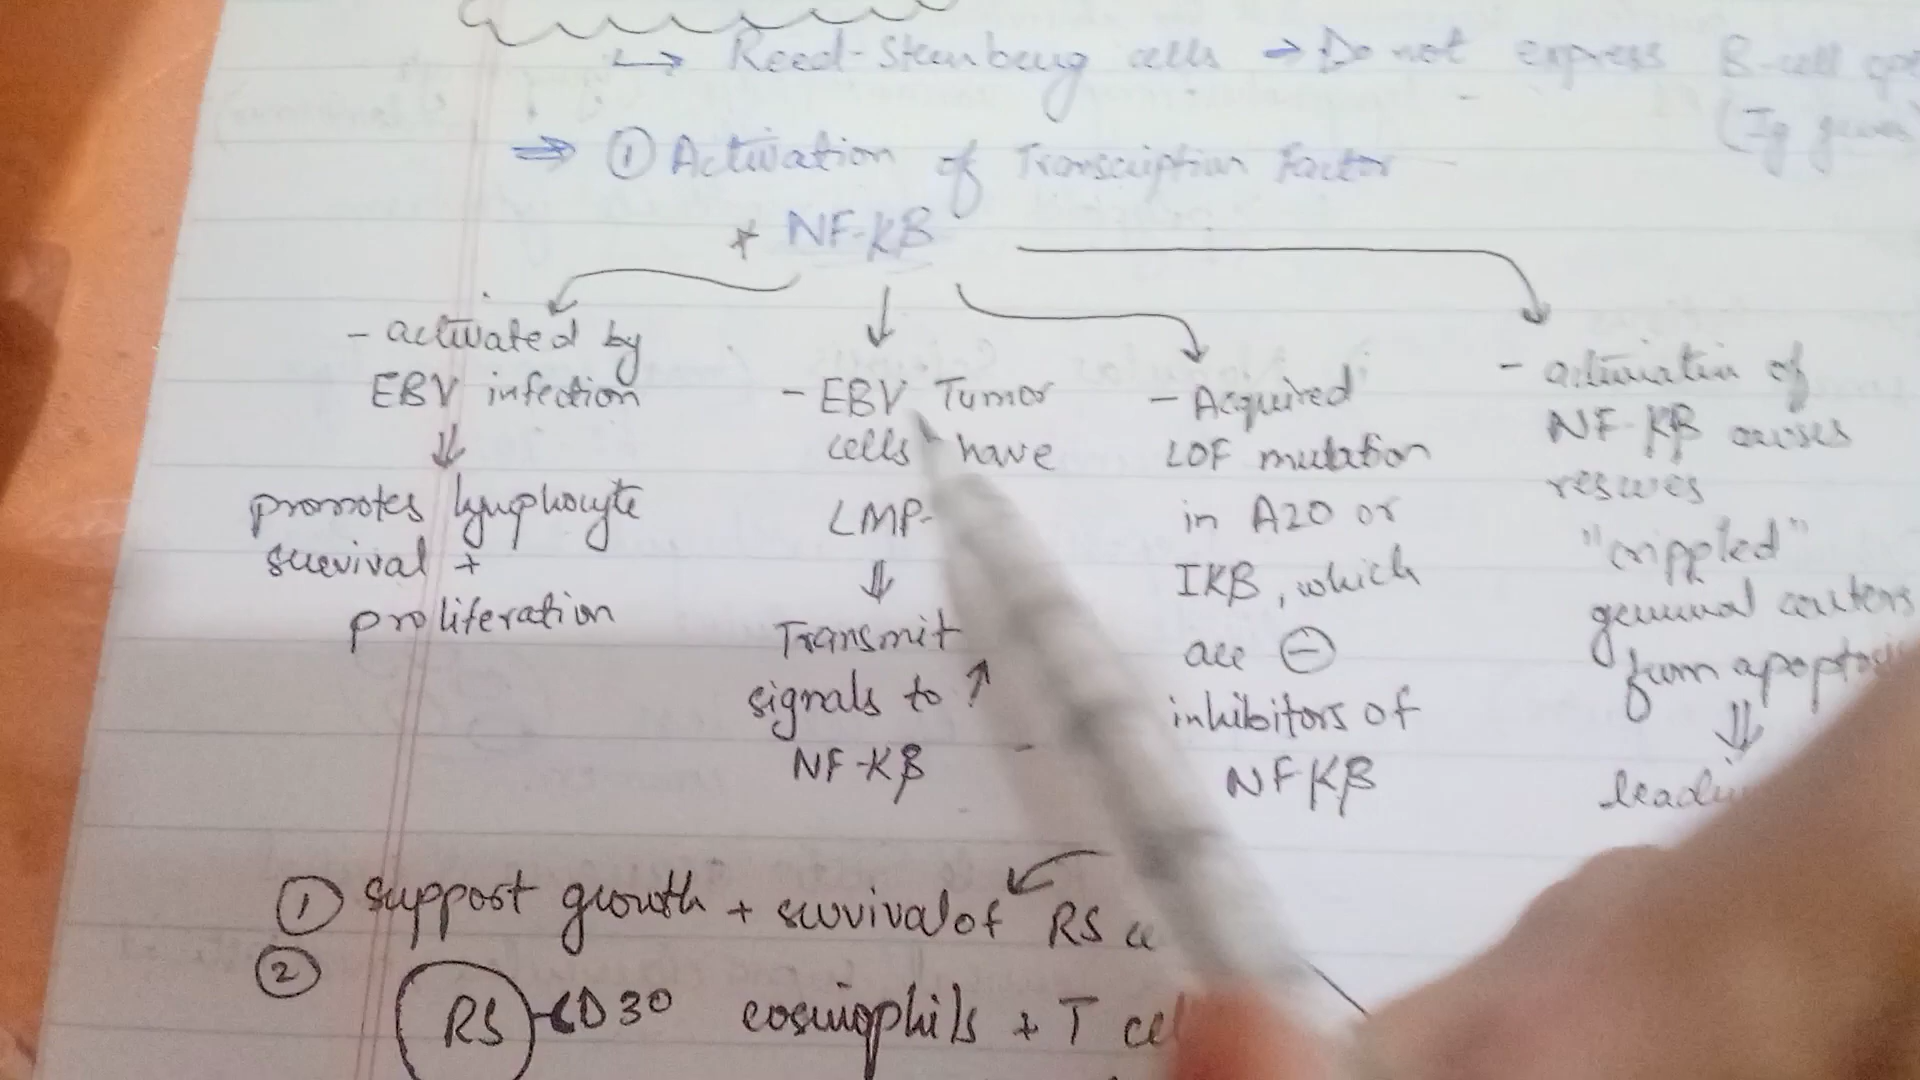 ↳ Reed-Sternberg cells → Do not express B-cell
(Ig genes)
⇒ ① Activation of Transcription Factor
* NF-KB
- activated by
EBV infection
⇓
promotes lymphocyte
survival +
proliferation
- EBV Tumor
cells have
LMP-
⇓
Transmit
signals to ↑
NF-KB
- Acquired
LOF mutation
in A20 or
IKB, which
are ⊖
inhibitors of
NFKB
- activation of
NF-KB causes
rescues
"crippled"
germinal centers
from apoptosis
⇓
① support growth + survival of RS
②
RS CD30 eosinophils + T